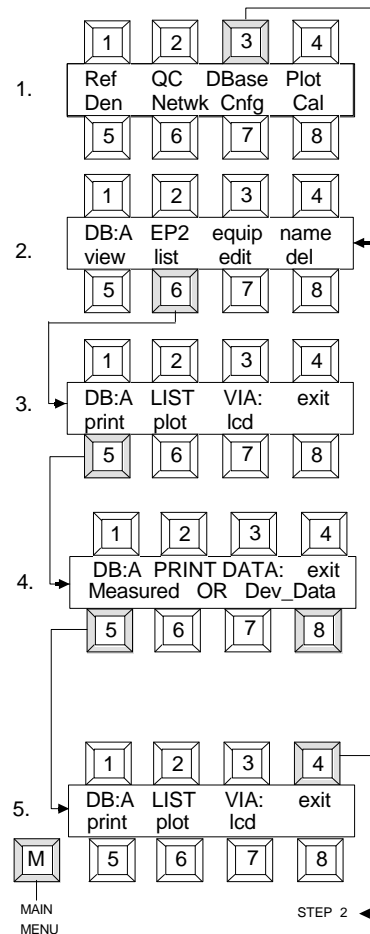 1 2 3 4
1. Ref QC DBase Plot
Den Netwk Cnfg Cal
5 6 7 8
1 2 3 4
2. DB:A EP2 equip name
view list edit del
5 6 7 8
1 2 3 4
3. DB:A LIST VIA: exit
print plot lcd
5 6 7 8
1 2 3 4
4. DB:A PRINT DATA: exit
Measured OR Dev_Data
5 6 7 8
1 2 3 4
5. DB:A LIST VIA: exit
print plot lcd
M 5 6 7 8
MAIN
MENU
STEP 2